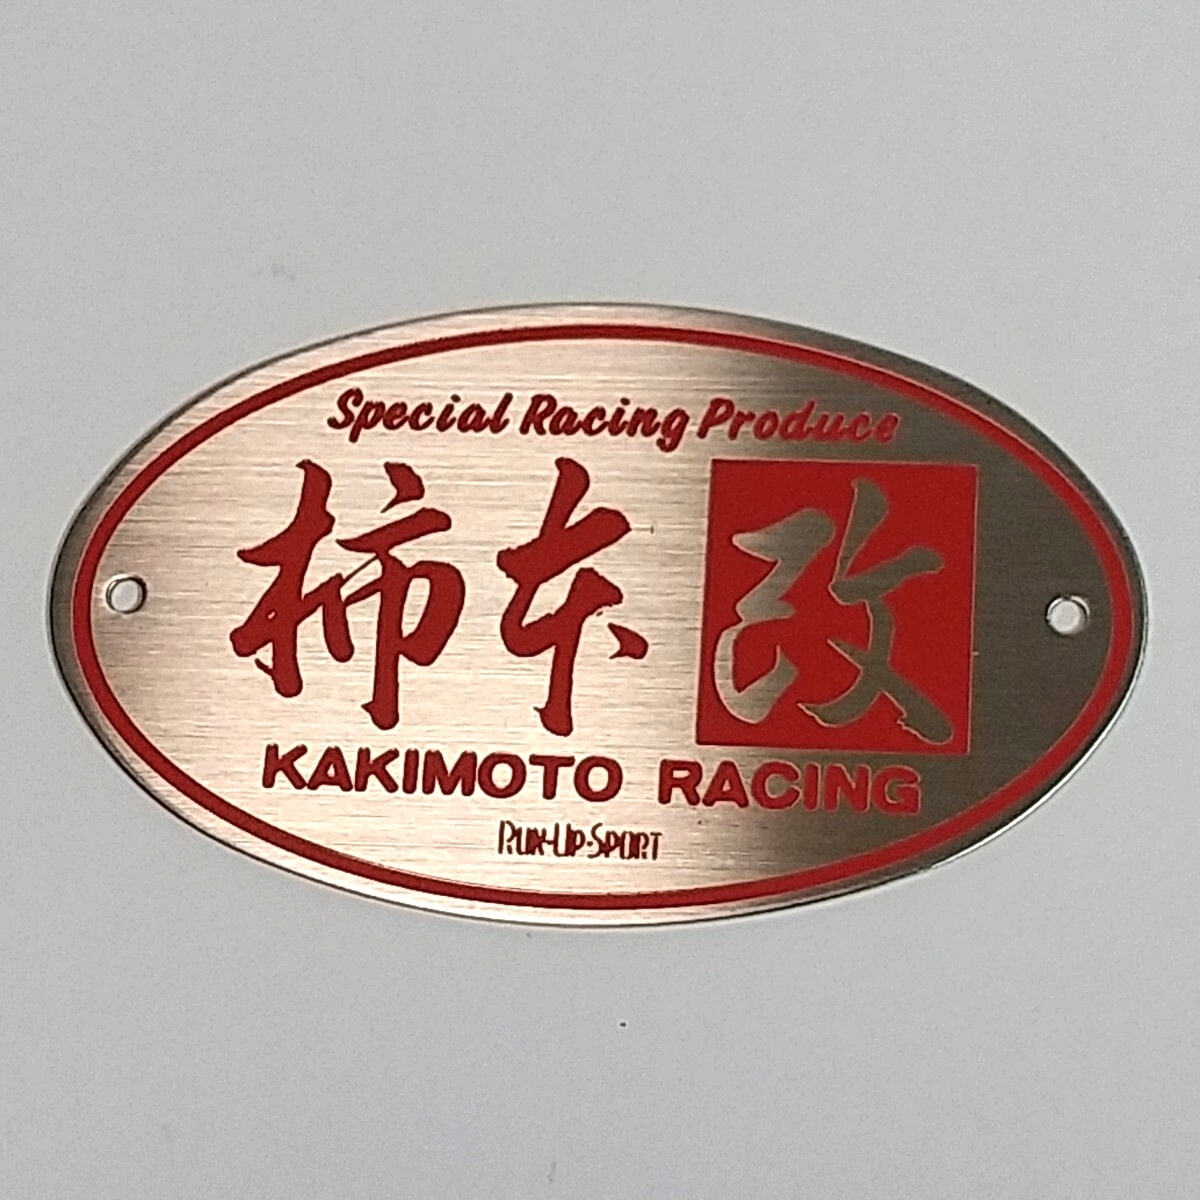 Special Racing Produce
柿本改
KAKIMOTO RACING
RUN-UP-SPORT